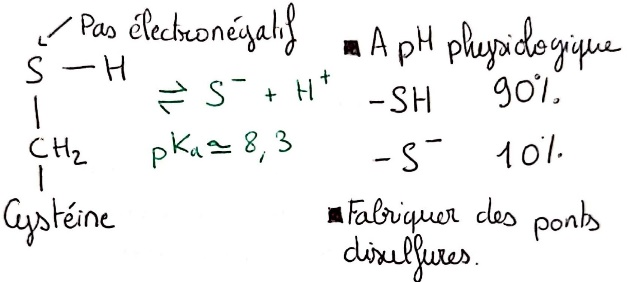 Pas électronégatif
S — H
⇌ S⁻ + H⁺
CH₂
pKa ≃ 8,3
Cystéine
▪ A pH physiologique
-SH 90%.
-S⁻ 10%.
▪ Fabriquer des ponts
disulfures.